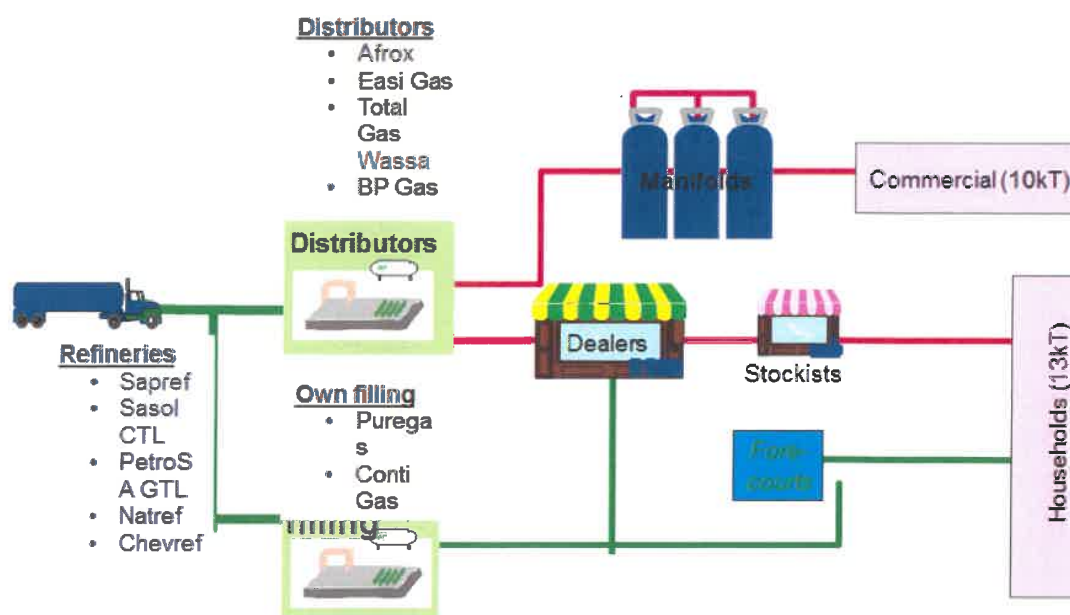 Distributors
• Afrox
• Easi Gas
• Total
Gas
Wassa
• BP Gas
Manifolds
Commercial (10kT)
Distributors
Dealers
Stockists
Refineries
• Sapref
• Sasol
CTL
• PetroS
A GTL
• Natref
• Chevref
Own filling
• Purega
s
• Conti
Gas
Fore-
courts
Households (13kT)